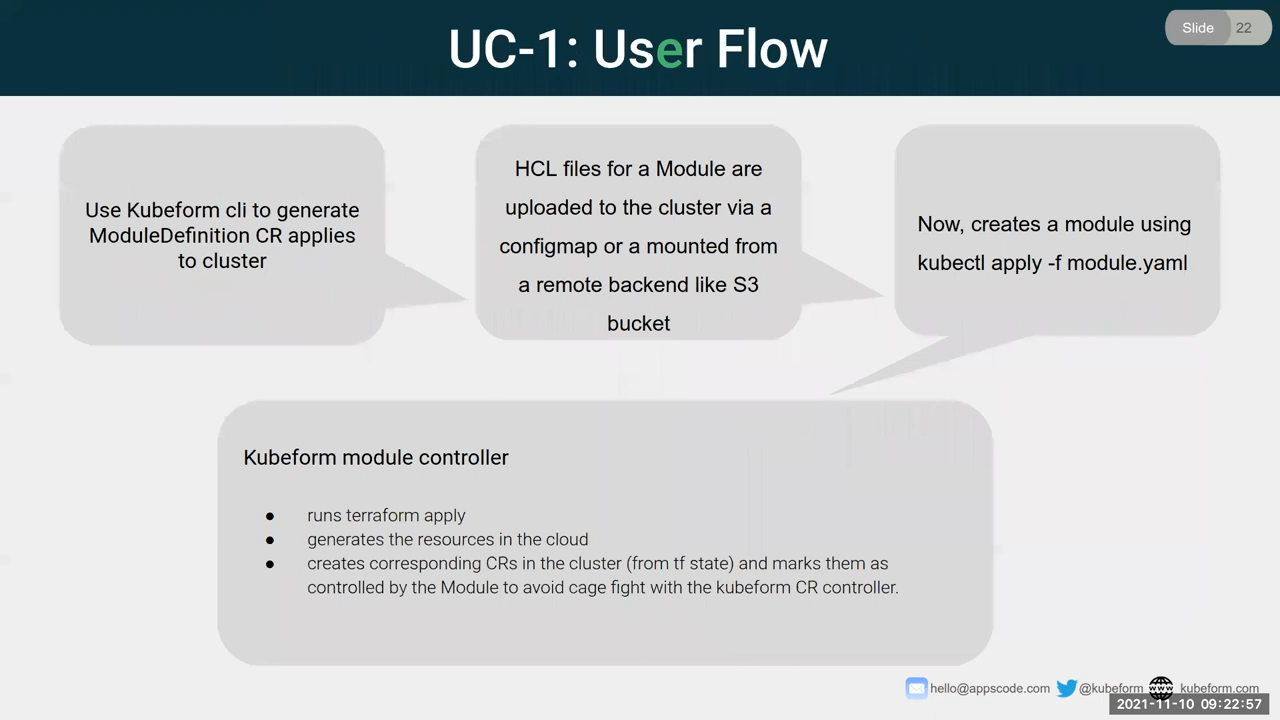 UC-1: User Flow
Slide 22
Use Kubeform cli to generate
ModuleDefinition CR applies
to cluster
HCL files for a Module are
uploaded to the cluster via a
configmap or a mounted from
a remote backend like S3
bucket
Now, creates a module using
kubectl apply -f module.yaml
Kubeform module controller
● runs terraform apply
● generates the resources in the cloud
● creates corresponding CRs in the cluster (from tf state) and marks them as
controlled by the Module to avoid cage fight with the kubeform CR controller.
hello@appscode.com @kubeform kubeform.com
2021-11-10 09:22:57